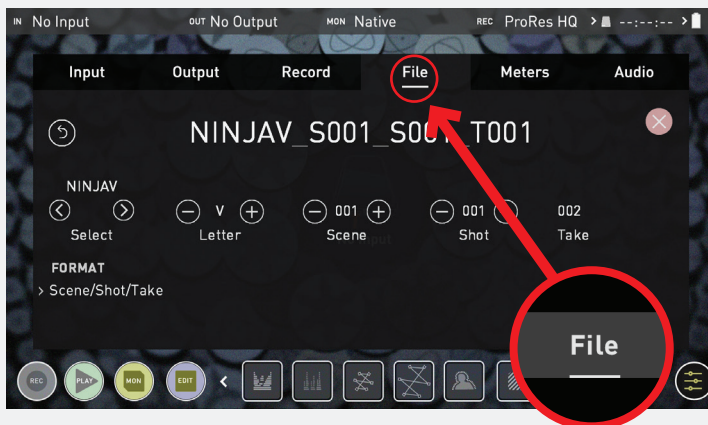 IN No Input OUT No Output MON Native REC ProRes HQ > --:--:-- >
Input Output Record File Meters Audio
NINJAV_S001_S001_T001
NINJAV
V 001 001 002
Select Letter Scene Shot Take
FORMAT
> Scene/Shot/Take
File
REC PLAY MON EDIT